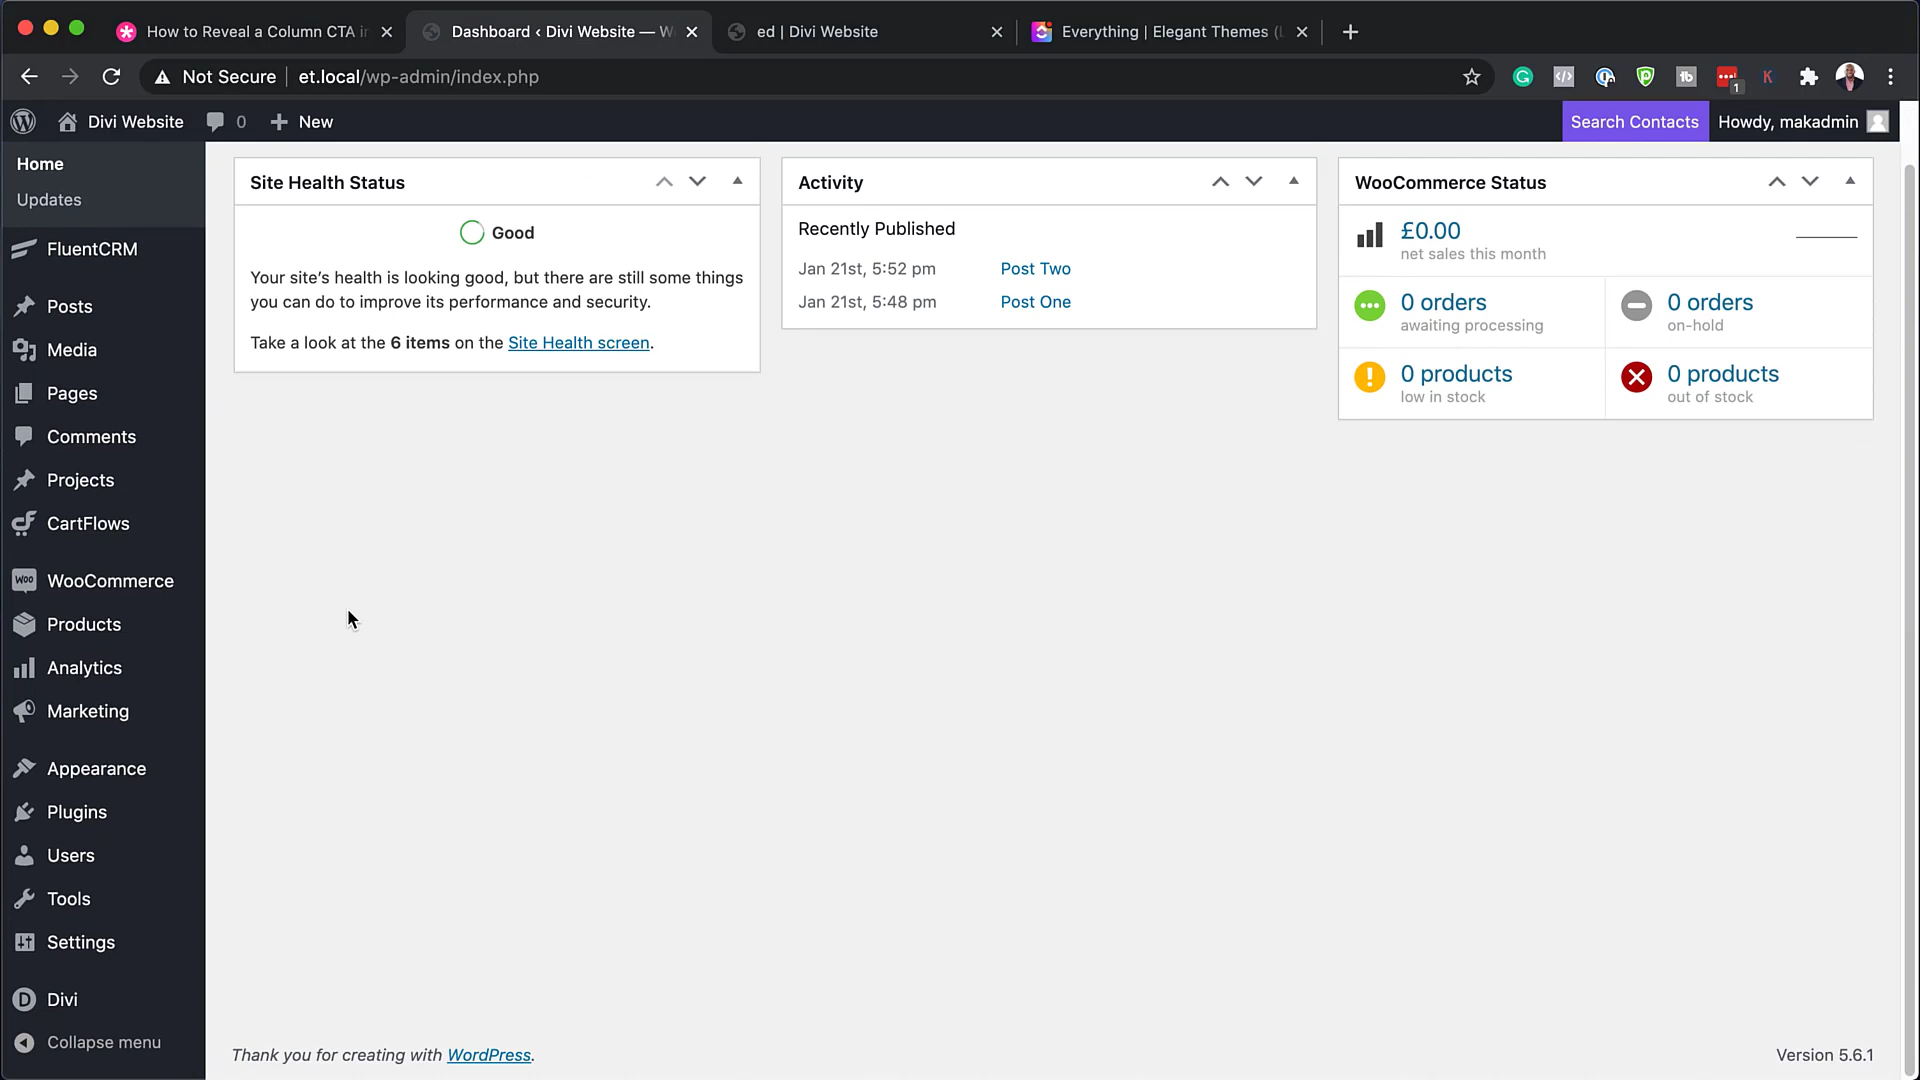 How to Reveal a Column CTA in
Dashboard ‹ Divi Website — W
ed | Divi Website
Everything | Elegant Themes (
Not Secure
et.local/wp-admin/index.php
1
Divi Website
0
New
Search Contacts
Howdy, makadmin
Home
Updates
FluentCRM
Posts
Media
Pages
Comments
Projects
CartFlows
WooCommerce
Products
Analytics
Marketing
Appearance
Plugins
Users
Tools
Settings
Divi
Collapse menu
Site Health Status
Good
Your site's health is looking good, but there are still some things
you can do to improve its performance and security.
Take a look at the 6 items on the Site Health screen.
Activity
Recently Published
Jan 21st, 5:52 pm Post Two
Jan 21st, 5:48 pm Post One
WooCommerce Status
£0.00
net sales this month
0 orders
awaiting processing
0 orders
on-hold
0 products
low in stock
0 products
out of stock
Thank you for creating with WordPress.
Version 5.6.1